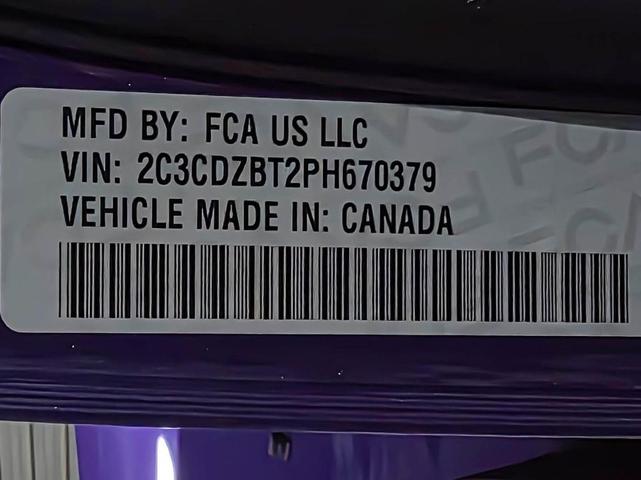 MFD BY: FCA US LLC
VIN: 2C3CDZBT2PH670379
VEHICLE MADE IN: CANADA